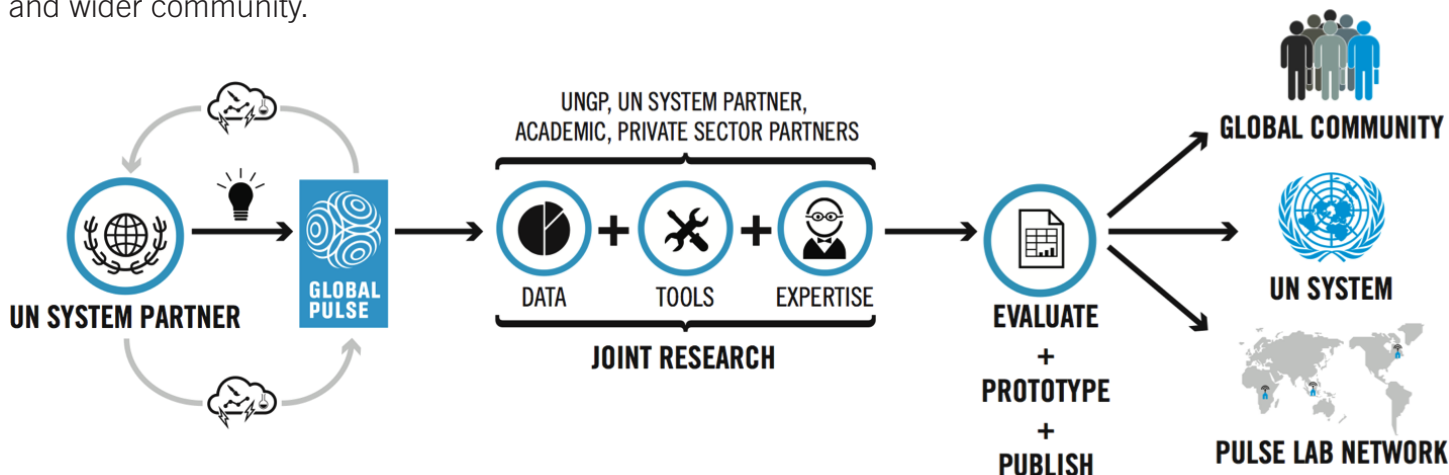 and wider community.
UN SYSTEM PARTNER
GLOBAL
PULSE
UNGP, UN SYSTEM PARTNER,
ACADEMIC, PRIVATE SECTOR PARTNERS
DATA
+
TOOLS
+
EXPERTISE
JOINT RESEARCH
EVALUATE
+
PROTOTYPE
+
PUBLISH
GLOBAL COMMUNITY
UN SYSTEM
PULSE LAB NETWORK